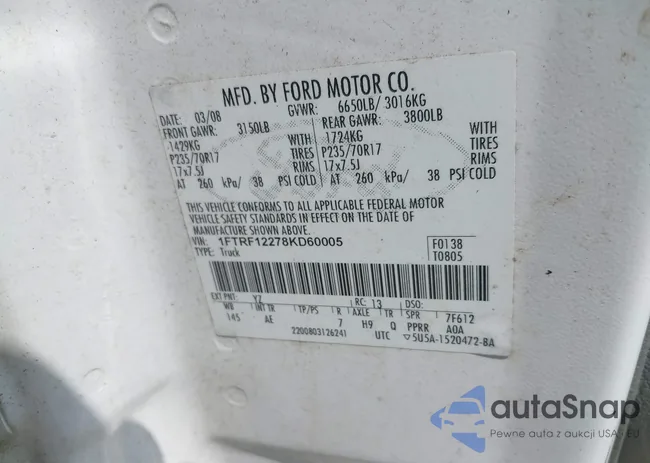 MFD. BY FORD MOTOR CO.
DATE: 03/08 GVWR: 6650LB/ 3016KG
FRONT GAWR: 3150LB REAR GAWR: 3800LB
1429KG WITH 1724KG WITH
P235/70R17 TIRES P235/70R17 TIRES
17x7.5J RIMS 17x7.5J RIMS
AT 260 kPa/ 38 PSI COLD AT 260 kPa/ 38 PSI COLD
THIS VEHICLE CONFORMS TO ALL APPLICABLE FEDERAL MOTOR
VEHICLE SAFETY STANDARDS IN EFFECT ON THE DATE OF
MANUFACTURE SHOWN ABOVE.
VIN: 1FTRF12278KD60005 F0138
TYPE: Truck T0805
EXT PNT: YZ RC: 13 DSO:
WB INT TR TP/PS R AXLE TR SPR 7F612
145 AE 7 H9 Q PPRR A0A
220080312624I UTC ▽5U5A-1520472-BA
autoSnap
Pewne auta z aukcji USA i EU